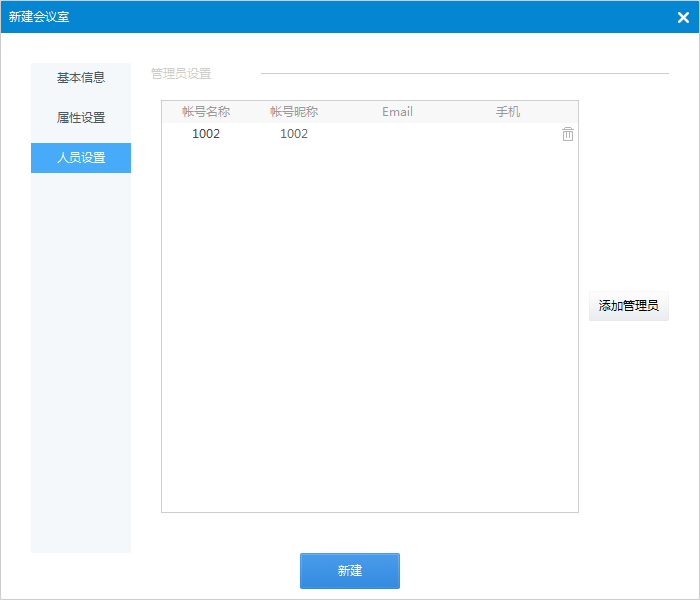 新建会议室
基本信息
属性设置
人员设置
管理员设置
帐号名称 帐号昵称 Email 手机
1002 1002
添加管理员
新建